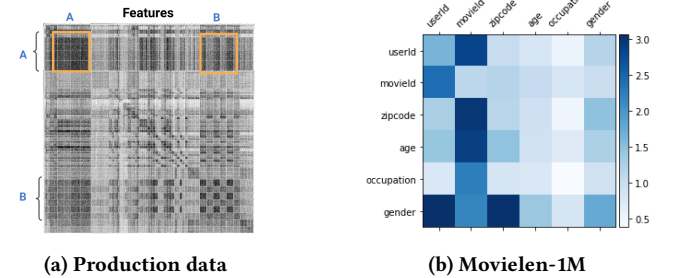 Features
A
B
A
B
(a) Production data
userId
movieId
zipcode
age
occupation
gender
userId
movieId
zipcode
age
occupation
gender
3.0
2.5
2.0
1.5
1.0
0.5
(b) Movielen-1M